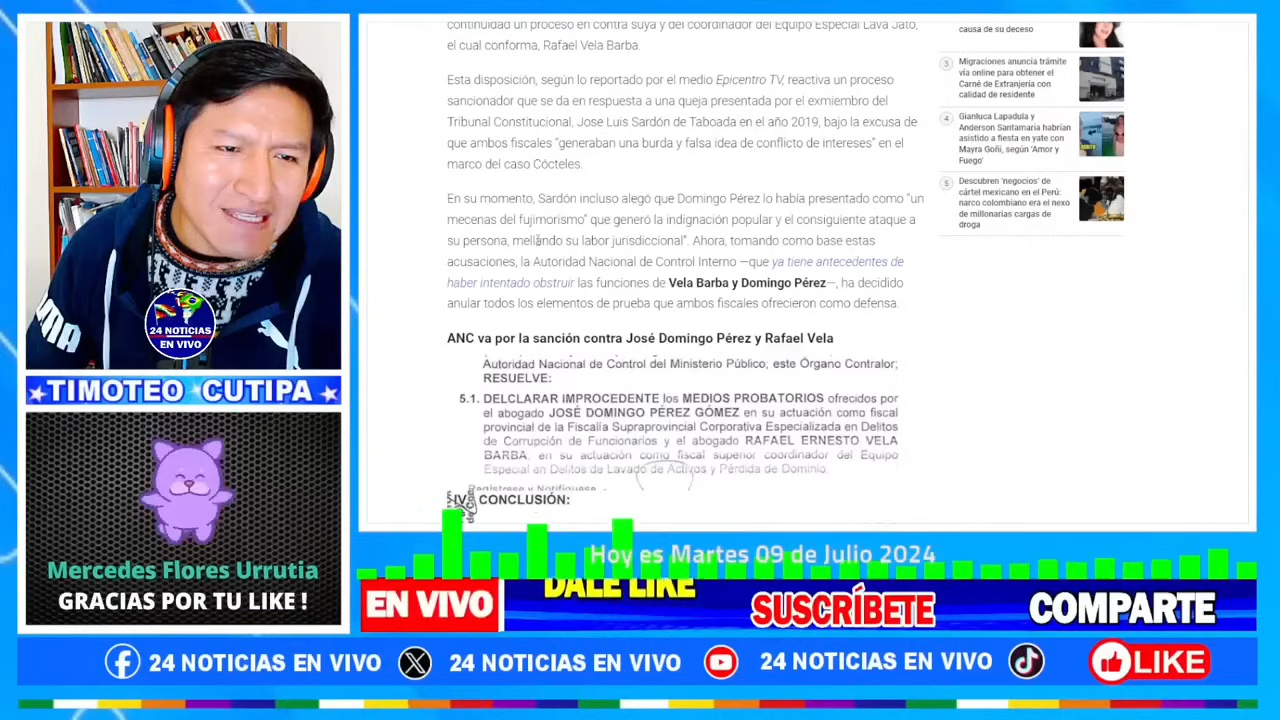 continuidad un proceso en contra suya y del coordinador del Equipo Especial Lava Jato,
el cual conforma, Rafael Vela Barba.
Esta disposición, según lo reportado por el medio Epicentro TV, reactiva un proceso
sancionador que se da en respuesta a una queja presentada por el exmiembro del
Tribunal Constitucional, Jose Luis Sardón de Taboada en el año 2019, bajo la excusa de
que ambos fiscales "generaban una burda y falsa idea de conflicto de intereses" en el
marco del caso Cócteles.
En su momento, Sardón incluso alegó que Domingo Pérez lo había presentado como "un
mecenas del fujimorismo" que generó la indignación popular y el consiguiente ataque a
su persona, mellando su labor jurisdiccional". Ahora, tomando como base estas
acusaciones, la Autoridad Nacional de Control Interno —que ya tiene antecedentes de
haber intentado obstruir las funciones de Vela Barba y Domingo Pérez—, ha decidido
anular todos los elementos de prueba que ambos fiscales ofrecieron como defensa.
ANC va por la sanción contra José Domingo Pérez y Rafael Vela
Autoridad Nacional de Control del Ministerio Público; este Órgano Contralor;
RESUELVE:
5.1. DELCLARAR IMPROCEDENTE los MEDIOS PROBATORIOS ofrecidos por
el abogado JOSÉ DOMINGO PÉREZ GÓMEZ en su actuación como fiscal
provincial de la Fiscalía Supraprovincial Corporativa Especializada en Delitos
de Corrupción de Funcionarios y el abogado RAFAEL ERNESTO VELA
BARBA, en su actuación como fiscal superior coordinador del Equipo
Especial en Delitos de Lavado de Activos y Pérdida de Dominio.
Regístrese y Notifíquese
IV. CONCLUSIÓN:
causa de su deceso
3 Migraciones anuncia trámite
vía online para obtener el
Carné de Extranjería con
calidad de residente
4 Gianluca Lapadula y
Anderson Santamaría habrían
asistido a fiesta en yate con
Mayra Goñi, según 'Amor y
Fuego'
5 Descubren 'negocios' de
cártel mexicano en el Perú:
narco colombiano era el nexo
de millonarias cargas de
droga
24 NOTICIAS
EN VIVO
TIMOTEO CUTIPA
Mercedes Flores Urrutia
GRACIAS POR TU LIKE !
Hoy es Martes 09 de Julio 2024
EN VIVO
DALE LIKE
SUSCRÍBETE
COMPARTE
24 NOTICIAS EN VIVO
24 NOTICIAS EN VIVO
24 NOTICIAS EN VIVO
LIKE